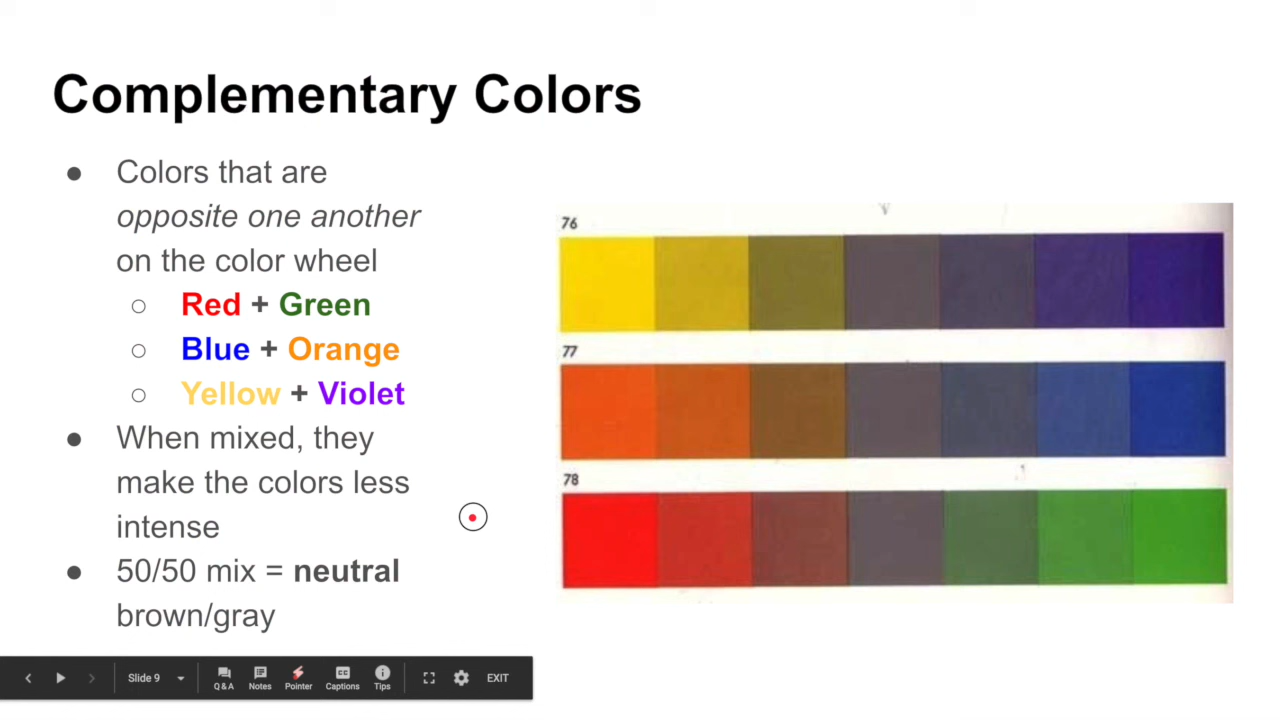 Complementary Colors
● Colors that are
opposite one another
on the color wheel
○ Red + Green
○ Blue + Orange
○ Yellow + Violet
● When mixed, they
make the colors less
intense
● 50/50 mix = neutral
brown/gray
76
77
78
Slide 9
Q&A Notes Pointer Captions Tips EXIT